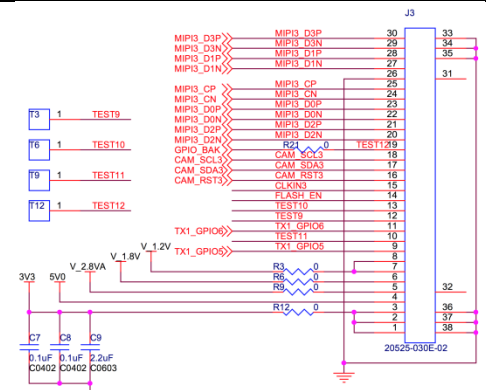 J3
MIPI3_D3P MIPI3_D3P 30 33
MIPI3_D3N MIPI3_D3N 29 34
MIPI3_D1P MIPI3_D1P 28 35
MIPI3_D1N MIPI3_D1N 27
26 31
MIPI3_CP MIPI3_CP 25
MIPI3_CN MIPI3_CN 24
MIPI3_D0P MIPI3_D0P 23
MIPI3_D0N MIPI3_D0N 22
MIPI3_D2P MIPI3_D2P 21
MIPI3_D2N MIPI3_D2N 20
GPIO_BAK R21 0 TEST12 19
CAM_SCL3 CAM_SCL3 18
CAM_SDA3 CAM_SDA3 17
CAM_RST3 CAM_RST3 16
CLKIN3 15
FLASH_EN 14
TEST10 13
TEST9 12
TX1_GPIO6 TX1_GPIO6 11
TEST11 10
TX1_GPIO5 TX1_GPIO5 9
8
R3 0 7
R6 0 6
R9 0 5
4 32
R12 0 3 36
2 37
1 38
20525-030E-02
T3 1 TEST9
T6 1 TEST10
T9 1 TEST11
T12 1 TEST12
V_1.2V
V_1.8V
V_2.8VA
3V3 5V0
C7 C8 C9
0.1uF 0.1uF 2.2uF
C0402 C0402 C0603